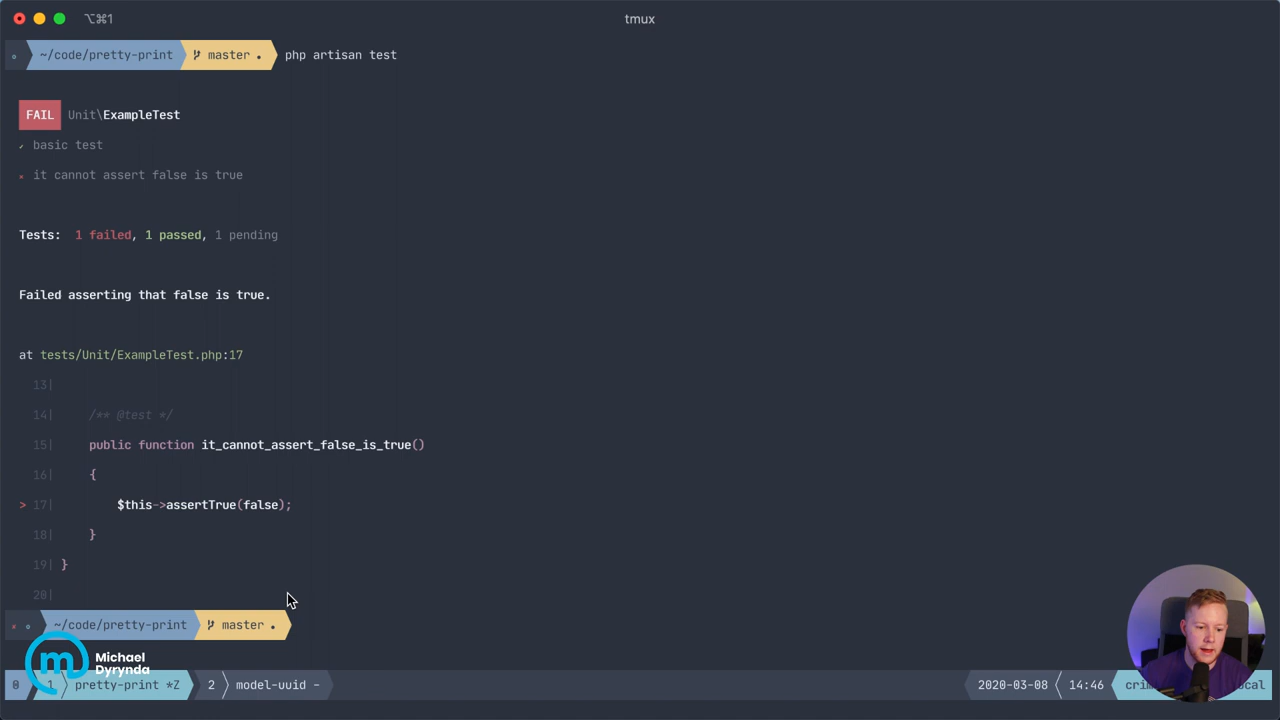 ⌥⌘1
tmux
~/code/pretty-print master • php artisan test
FAIL Unit\ExampleTest
✓ basic test
✕ it cannot assert false is true
Tests: 1 failed, 1 passed, 1 pending
Failed asserting that false is true.
at tests/Unit/ExampleTest.php:17
13|
14| /** @test */
15| public function it_cannot_assert_false_is_true()
16| {
> 17| $this->assertTrue(false);
18| }
19| }
20|
~/code/pretty-print master •
m Michael
Dyrynda
8 1 pretty-print *Z 2 model-uuid - 2020-03-08 14:46